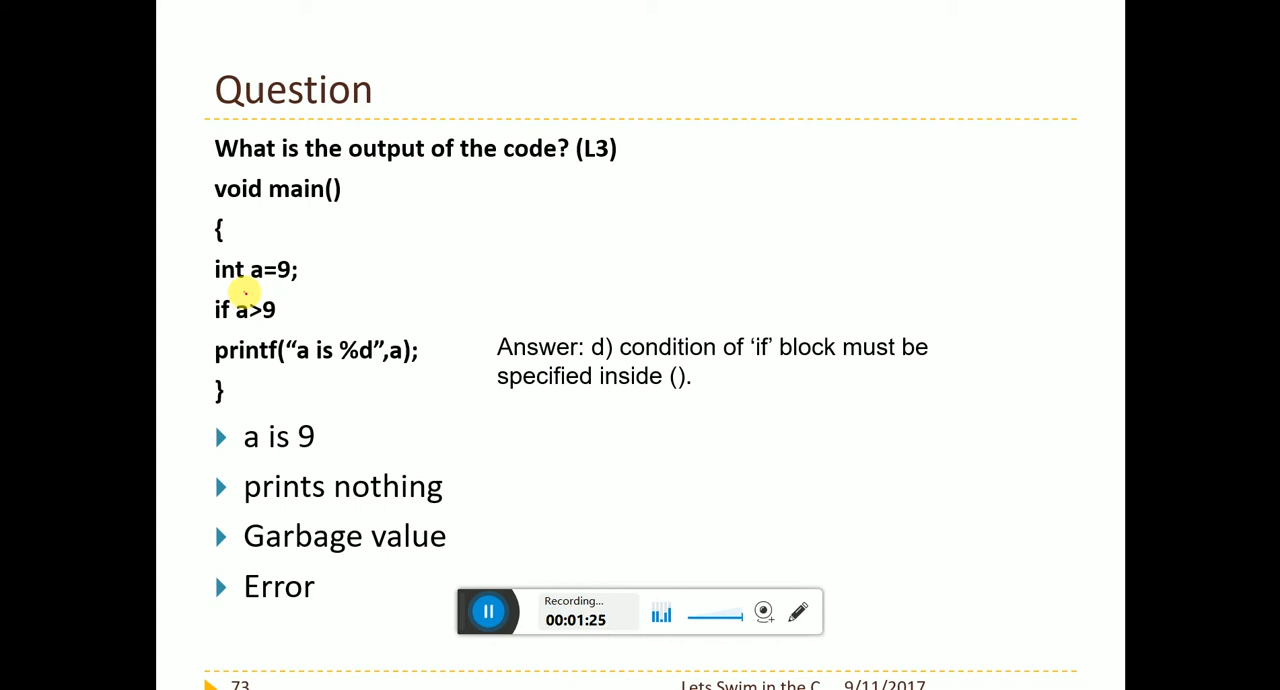 Question
What is the output of the code? (L3)
void main()
{
int a=9;
if a>9
printf(“a is %d”,a);
}
Answer: d) condition of ‘if’ block must be
specified inside ().
a is 9
prints nothing
Garbage value
Error
Recording...
00:01:25
73 Lets Swim in the C 9/11/2017